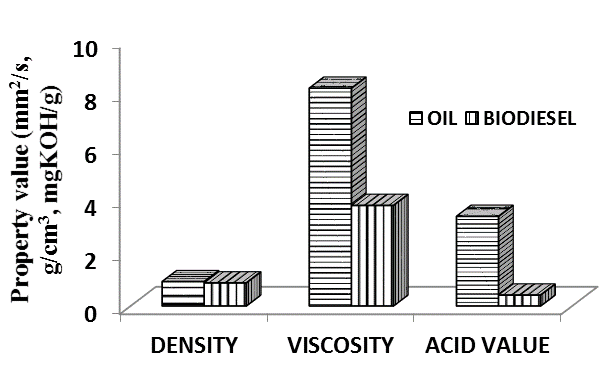 Property value (mm²/s,
g/cm³, mgKOH/g)
10
8
6
4
2
0
OIL BIODIESEL
DENSITY VISCOSITY ACID VALUE